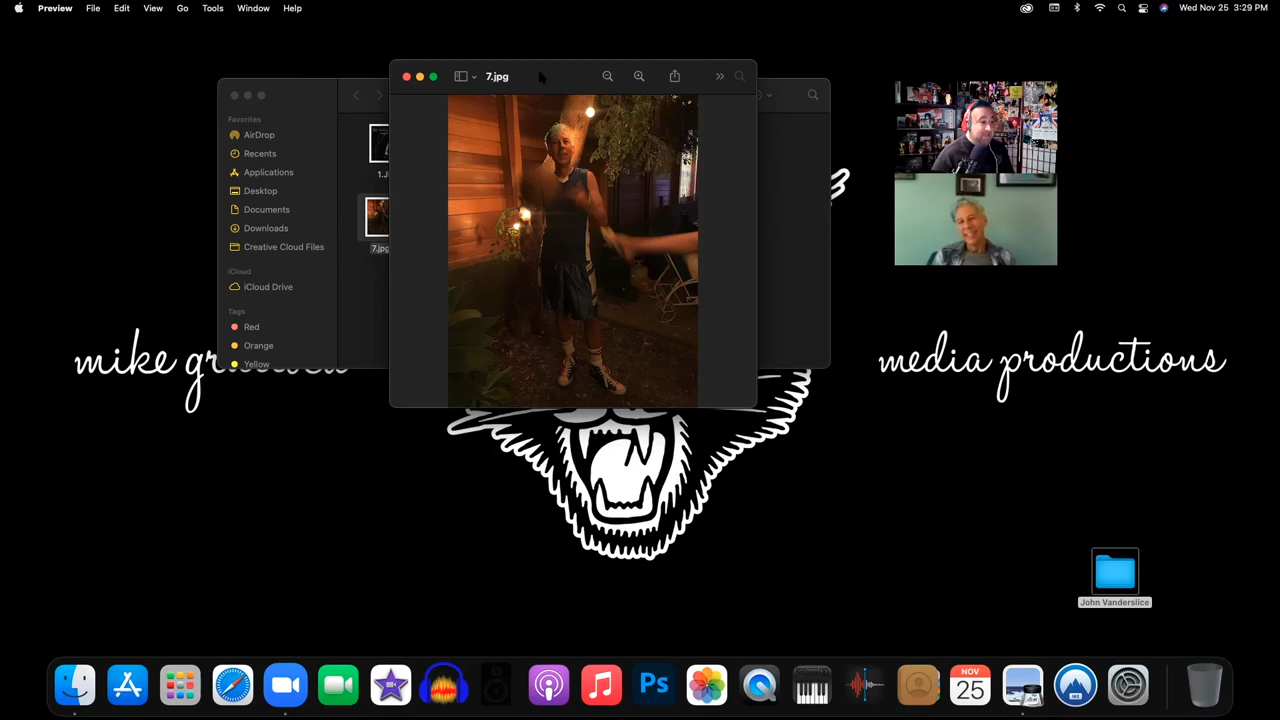 Preview File Edit View Go Tools Window Help Wed Nov 25 3:29 PM
7.jpg
Favorites
AirDrop
Recents
Applications
Desktop
Documents
Downloads
Creative Cloud Files
iCloud
iCloud Drive
Tags
Red
Orange
Yellow
7.jpg
mike
media productions
John Vanderslice
Ps
NOV
25